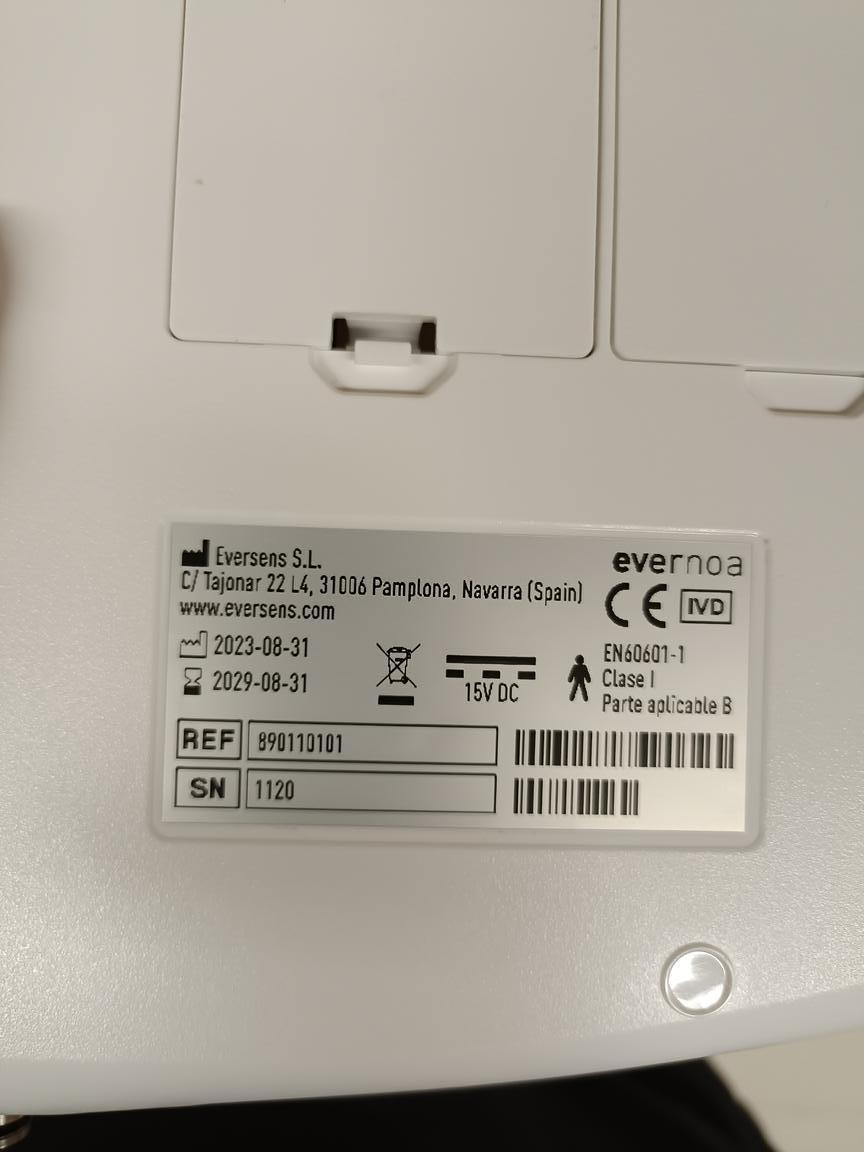 Eversens S.L.
C/ Tajonar 22 L4, 31006 Pamplona, Navarra (Spain)
www.eversens.com
evernoa
CE IVD
2023-08-31
2029-08-31
15V DC
EN60601-1
Clase I
Parte aplicable B
REF 890110101
SN 1120